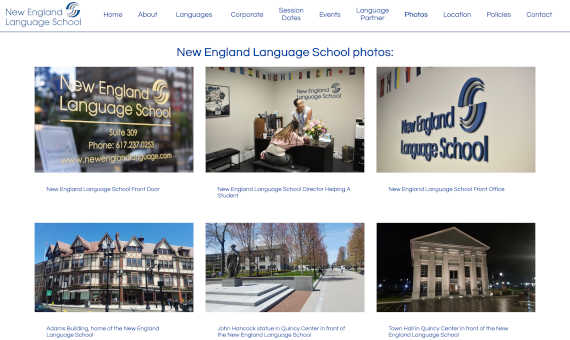 New England
Language School
Home
About
Languages
Corporate
Session
Dates
Events
Language
Partner
Photos
Location
Policies
Contact
New England Language School photos:
New England
Language School
Suite 309
Phone: 617.237.0253
www.newenglandlanguage.com
New England
Language School
New England
Language School
New England Language School Front Door
New England Language School Director Helping A
Student
New England Language School Front Office
Adams Building, home of the New England
Language School
John Hancock statue in Quincy Center in front of
the New England Language School
Town Hall in Quincy Center in front of the New
England Language School